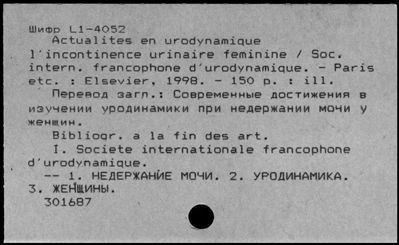 Шифр L1-4052
Actualites en urodynamique
l'incontinence urinaire feminine / Soc.
intern. francophone d'urodynamique. - Paris
etc. : Elsevier, 1998. - 150 p. : ill.
Перевод загл.: Современные достижения в
изучении уродинамики при недержании мочи у
женщин.
Bibliogr. a la fin des art.
I. Societe internationale francophone
d'urodynamique.
-- 1. НЕДЕРЖАНИЕ МОЧИ. 2. УРОДИНАМИКА.
3. ЖЕНЩИНЫ.
301687